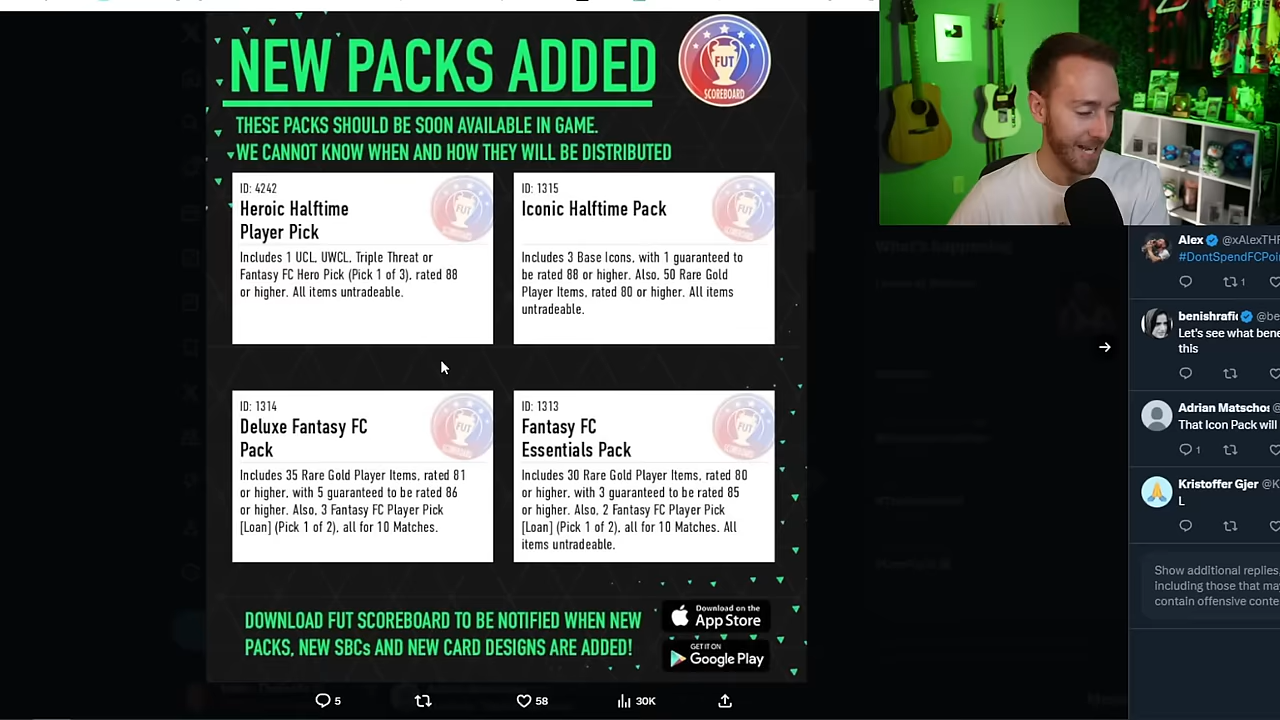 NEW PACKS ADDED
FUT
SCOREBOARD
THESE PACKS SHOULD BE SOON AVAILABLE IN GAME.
WE CANNOT KNOW WHEN AND HOW THEY WILL BE DISTRIBUTED
ID: 4242
Heroic Halftime
Player Pick
FUT
Includes 1 UCL, UWCL, Triple Threat or
Fantasy FC Hero Pick (Pick 1 of 3), rated 88
or higher. All items untradeable.
ID: 1315
Iconic Halftime Pack
FUT
Includes 3 Base Icons, with 1 guaranteed to
be rated 88 or higher. Also, 50 Rare Gold
Player Items, rated 80 or higher. All items
untradeable.
ID: 1314
Deluxe Fantasy FC
Pack
FUT
Includes 35 Rare Gold Player Items, rated 81
or higher, with 5 guaranteed to be rated 86
or higher. Also, 3 Fantasy FC Player Pick
[Loan] (Pick 1 of 2), all for 10 Matches.
ID: 1313
Fantasy FC
Essentials Pack
FUT
Includes 30 Rare Gold Player Items, rated 80
or higher, with 3 guaranteed to be rated 85
or higher. Also, 2 Fantasy FC Player Pick
[Loan] (Pick 1 of 2), all for 10 Matches. All
items untradeable.
DOWNLOAD FUT SCOREBOARD TO BE NOTIFIED WHEN NEW
PACKS, NEW SBCs AND NEW CARD DESIGNS ARE ADDED!
Download on the
App Store
GET IT ON
Google Play
5
58
30K
What's happening
Alex @xAlexTHF
#DontSpendFCPoi
1
benishrafi @be
Let's see what bene
this
Adrian Matscho @
That Icon Pack will
1
Kristoffer Gjer @K
L
Show additional replies,
including those that ma
contain offensive conte